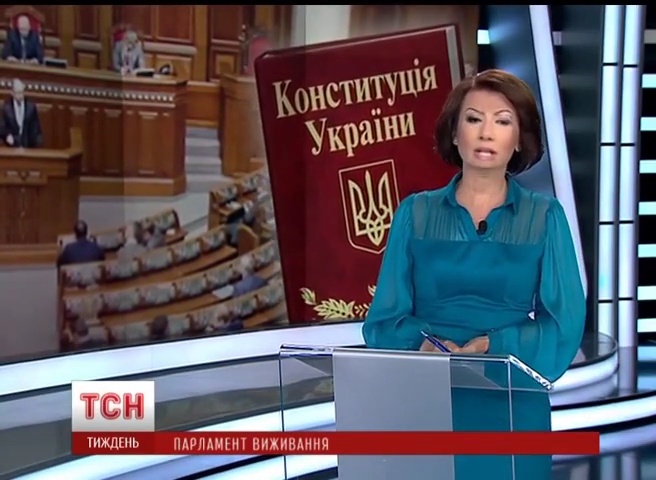 Конституція
України
ТСН
ТИЖДЕНЬ
ПАРЛАМЕНТ ВИЖИВАННЯ